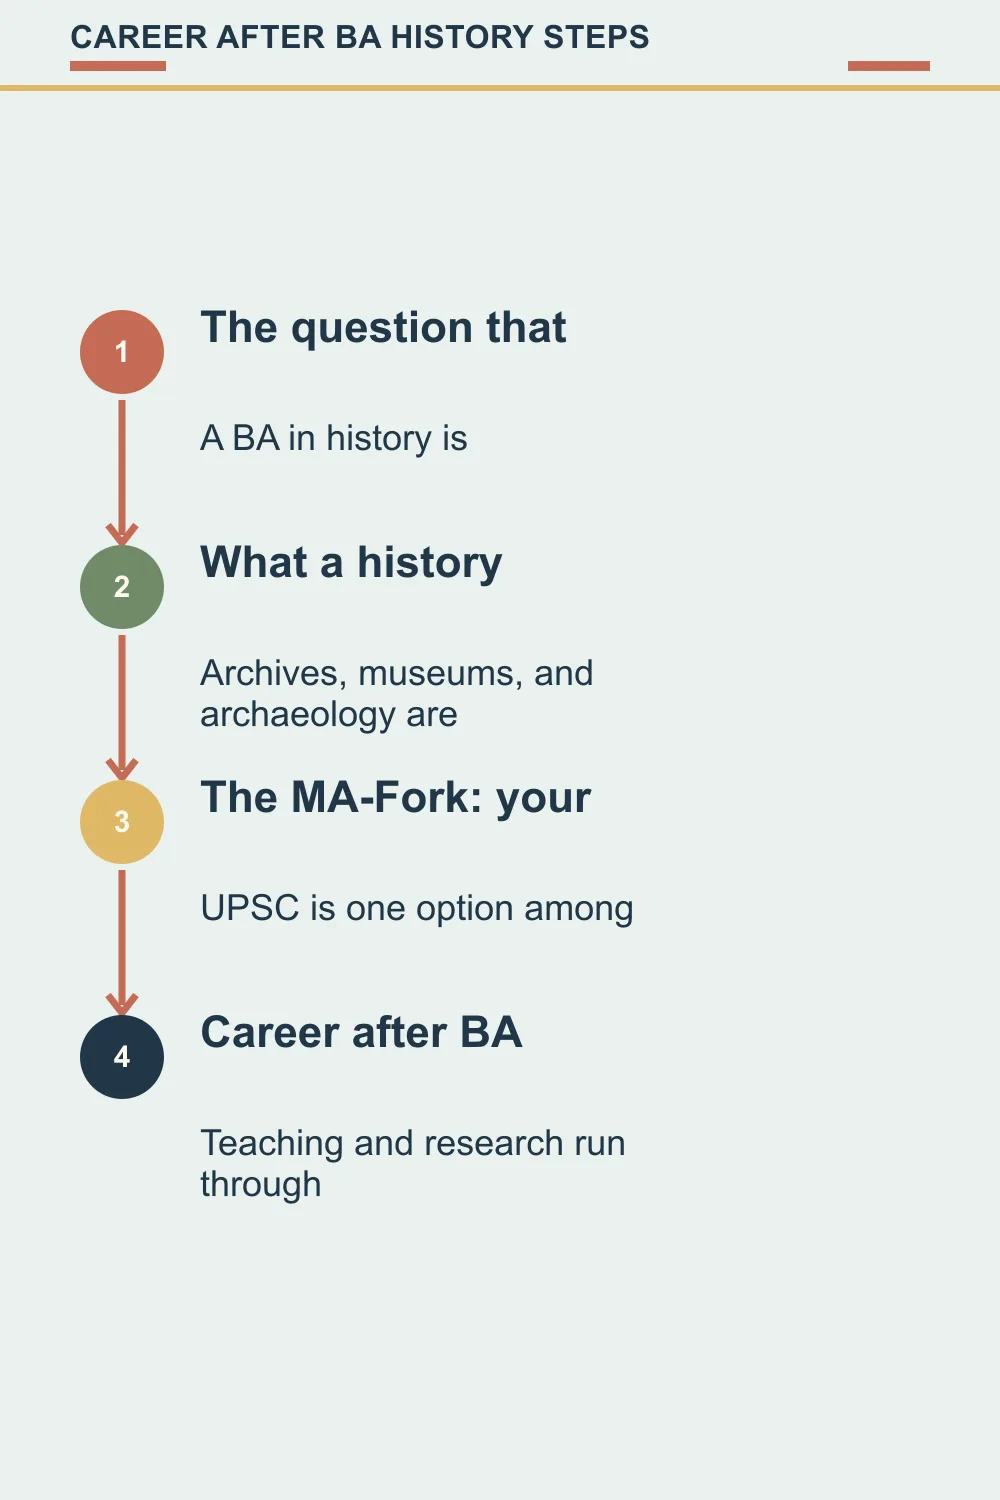 CAREER AFTER BA HISTORY STEPS
1
The question that
A BA in history is
2
What a history
Archives, museums, and
archaeology are
3
The MA-Fork: your
UPSC is one option among
4
Career after BA
Teaching and research run
through